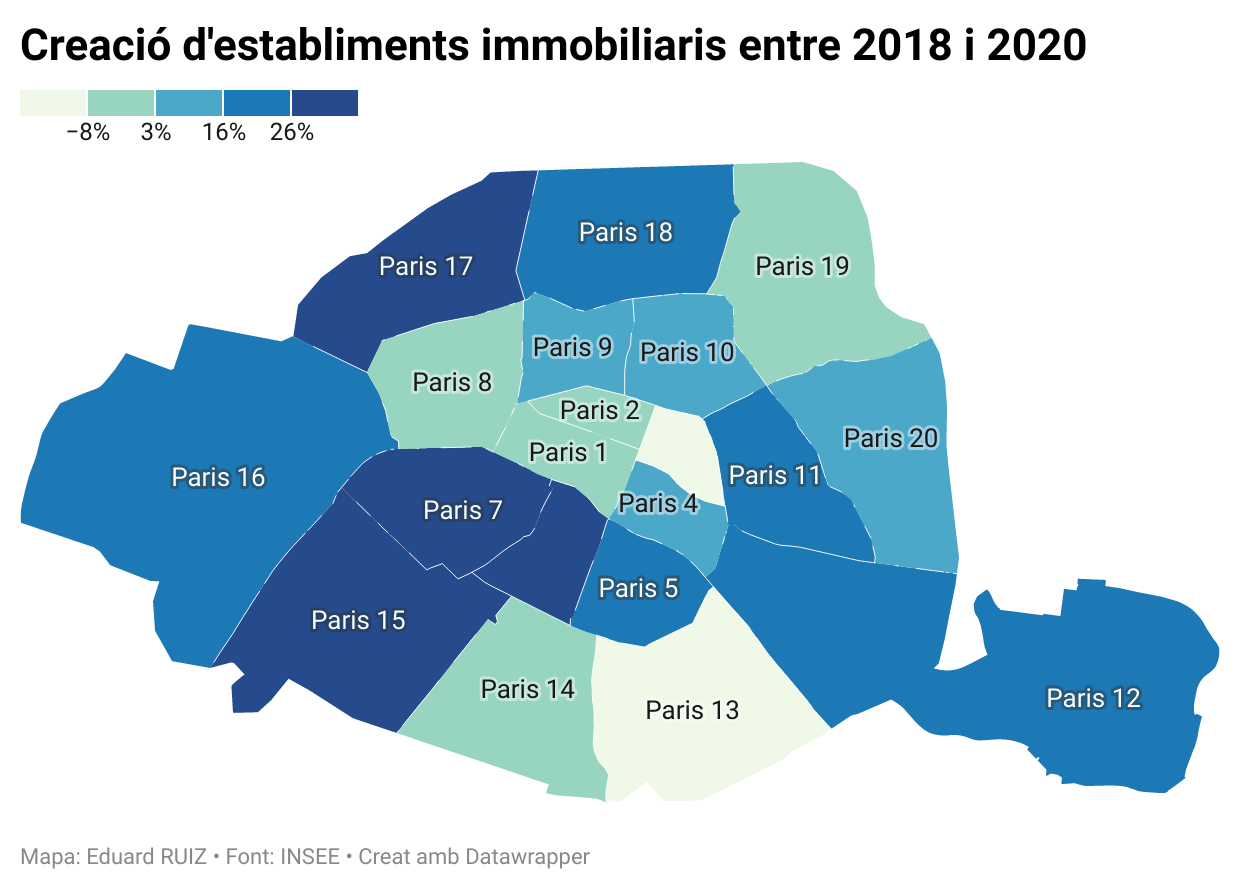 Creació d'establiments immobiliaris entre 2018 i 2020
−8% 3% 16% 26%
Paris 18
Paris 17
Paris 19
Paris 9
Paris 10
Paris 8
Paris 2
Paris 20
Paris 1
Paris 16
Paris 11
Paris 4
Paris 7
Paris 5
Paris 15
Paris 14
Paris 12
Paris 13
Mapa: Eduard RUIZ • Font: INSEE • Creat amb Datawrapper